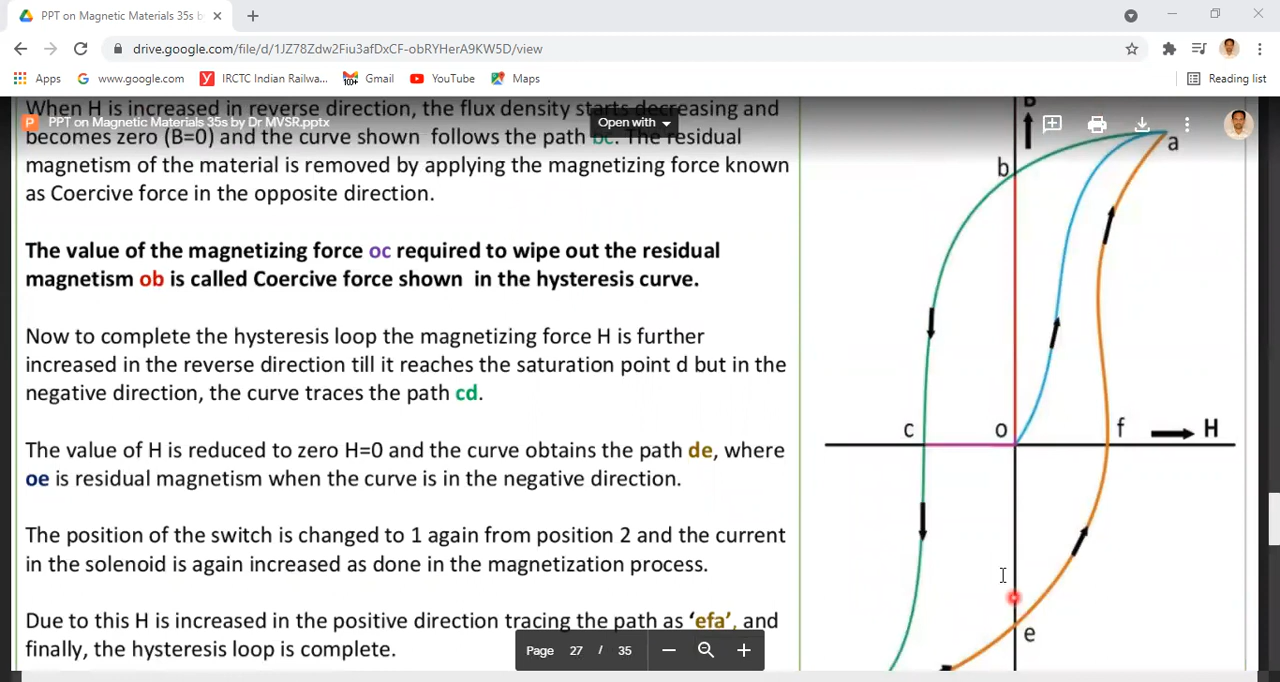 PPT on Magnetic Materials 35s b
drive.google.com/file/d/1JZ78Zdw2Fiu3afDxCF-obRYHerA9KW5D/view
Apps www.google.com IRCTC Indian Railwa... Gmail YouTube Maps Reading list
When H is increased in reverse direction, the flux density starts decreasing and
PPT on Magnetic Materials 35s by Dr MVSR.pptx
Open with
becomes zero (B=0) and the curve shown follows the path bc. The residual
magnetism of the material is removed by applying the magnetizing force known
as Coercive force in the opposite direction.
The value of the magnetizing force oc required to wipe out the residual
magnetism ob is called Coercive force shown in the hysteresis curve.
Now to complete the hysteresis loop the magnetizing force H is further
increased in the reverse direction till it reaches the saturation point d but in the
negative direction, the curve traces the path cd.
The value of H is reduced to zero H=0 and the curve obtains the path de, where
oe is residual magnetism when the curve is in the negative direction.
The position of the switch is changed to 1 again from position 2 and the current
in the solenoid is again increased as done in the magnetization process.
Due to this H is increased in the positive direction tracing the path as ‘efa’, and
finally, the hysteresis loop is complete.
Page 27 / 35
B
a
b
c o f H
e